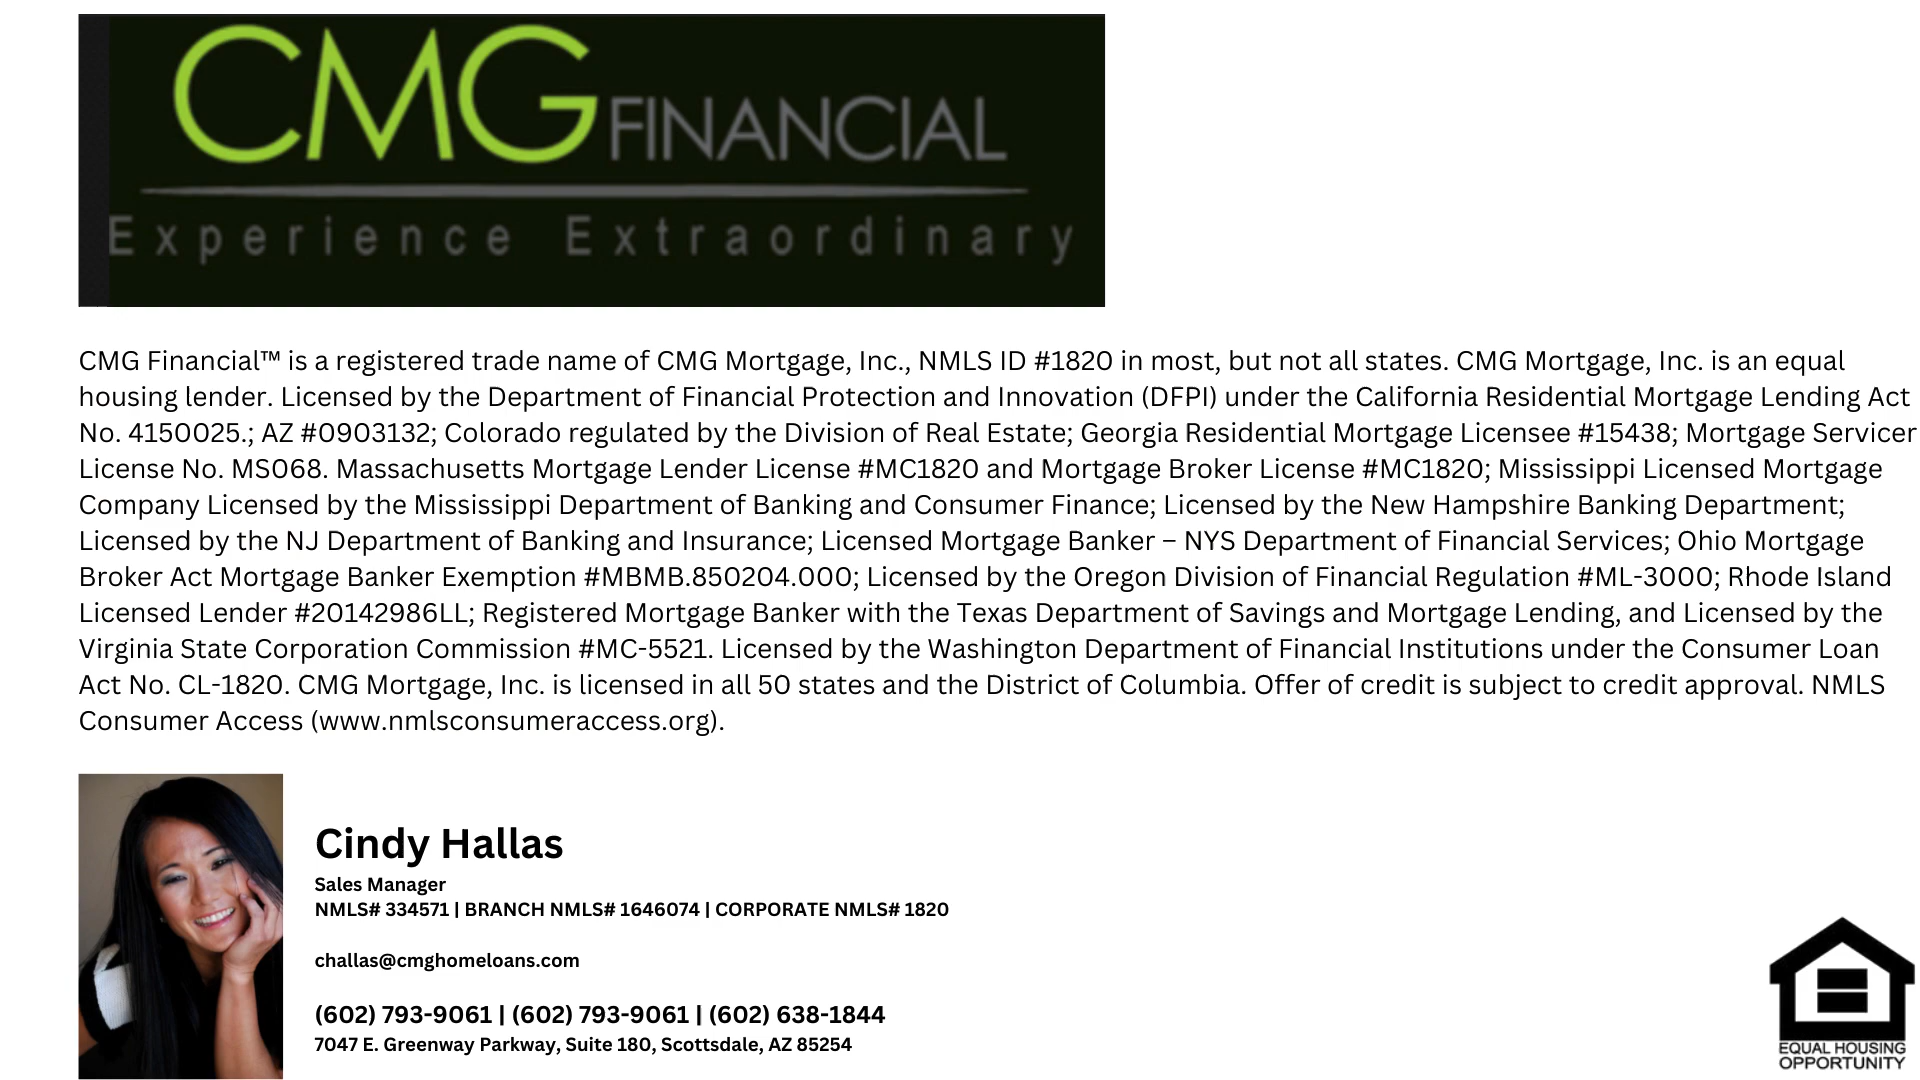 CMG FINANCIAL
Experience Extraordinary
CMG Financial™ is a registered trade name of CMG Mortgage, Inc., NMLS ID #1820 in most, but not all states. CMG Mortgage, Inc. is an equal
housing lender. Licensed by the Department of Financial Protection and Innovation (DFPI) under the California Residential Mortgage Lending Act
No. 4150025.; AZ #0903132; Colorado regulated by the Division of Real Estate; Georgia Residential Mortgage Licensee #15438; Mortgage Servicer
License No. MS068. Massachusetts Mortgage Lender License #MC1820 and Mortgage Broker License #MC1820; Mississippi Licensed Mortgage
Company Licensed by the Mississippi Department of Banking and Consumer Finance; Licensed by the New Hampshire Banking Department;
Licensed by the NJ Department of Banking and Insurance; Licensed Mortgage Banker – NYS Department of Financial Services; Ohio Mortgage
Broker Act Mortgage Banker Exemption #MBMB.850204.000; Licensed by the Oregon Division of Financial Regulation #ML-3000; Rhode Island
Licensed Lender #20142986LL; Registered Mortgage Banker with the Texas Department of Savings and Mortgage Lending, and Licensed by the
Virginia State Corporation Commission #MC-5521. Licensed by the Washington Department of Financial Institutions under the Consumer Loan
Act No. CL-1820. CMG Mortgage, Inc. is licensed in all 50 states and the District of Columbia. Offer of credit is subject to credit approval. NMLS
Consumer Access (www.nmlsconsumeraccess.org).
Cindy Hallas
Sales Manager
NMLS# 334571 | BRANCH NMLS# 1646074 | CORPORATE NMLS# 1820
challas@cmghomeloans.com
(602) 793-9061 | (602) 793-9061 | (602) 638-1844
7047 E. Greenway Parkway, Suite 180, Scottsdale, AZ 85254
EQUAL HOUSING
OPPORTUNITY